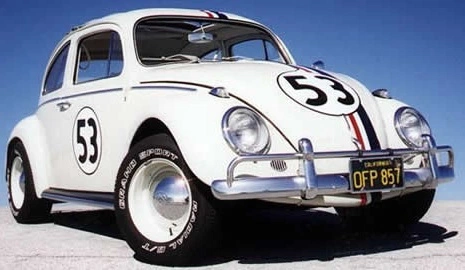 53
53
GRAND SPORT
RADIAL G/T
CALIFORNIA
OFP 857